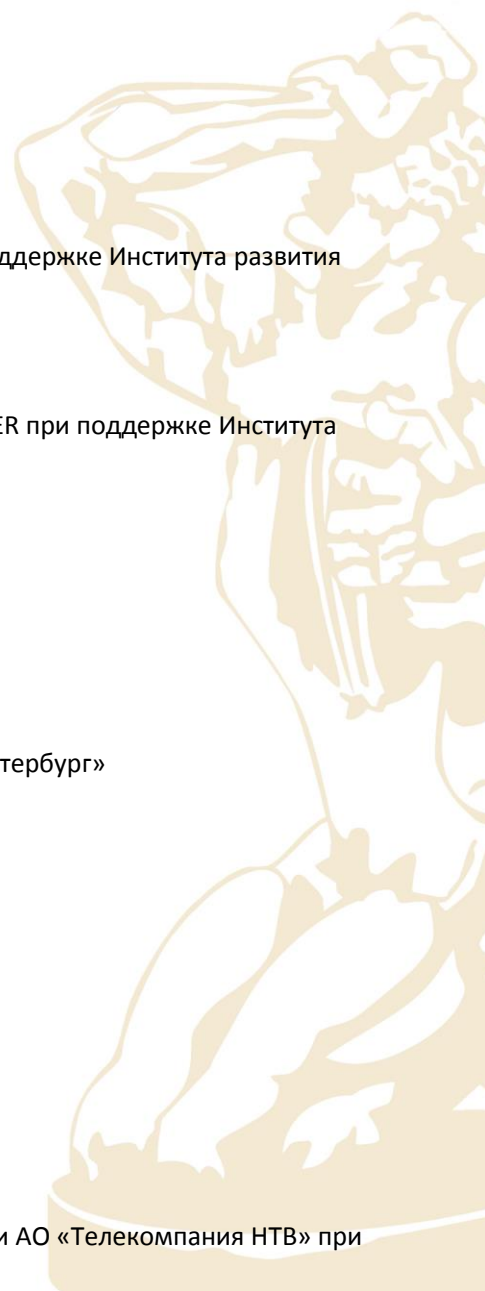 ддержке Института развития
ER при поддержке Института
тербург»
и АО «Телекомпания НТВ» при